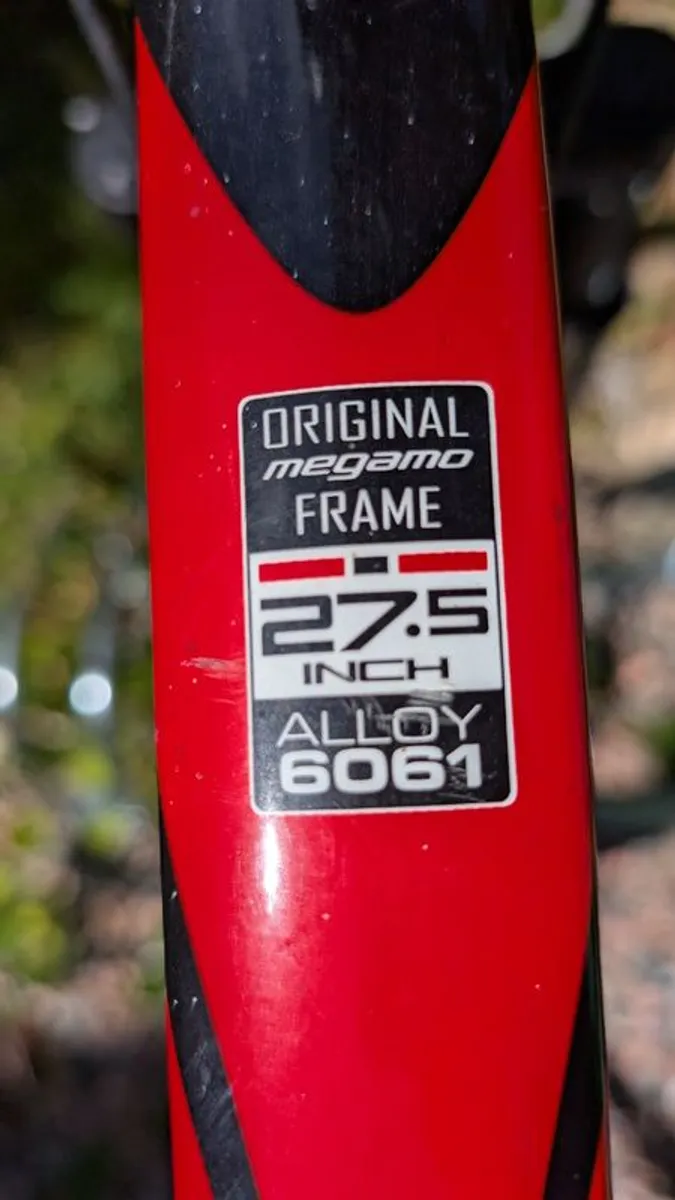 ORIGINAL
megamo
FRAME
27.5
INCH
ALLOY
6061